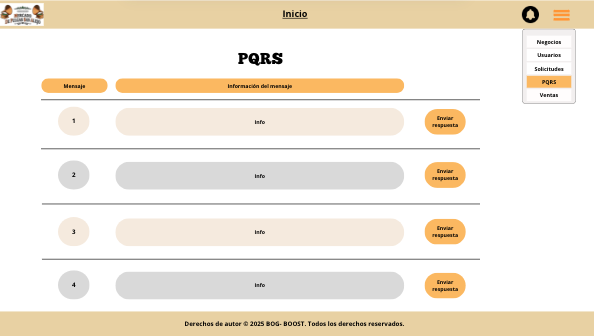 Inicio
Negocios
Usuarios
Solicitudes
PQRS
Ventas
PQRS
Mensaje
Información del mensaje
1
info
Enviar
respuesta
2
info
Enviar
respuesta
3
info
Enviar
respuesta
4
info
Enviar
respuesta
Derechos de autor © 2025 BOG- BOOST. Todos los derechos reservados.